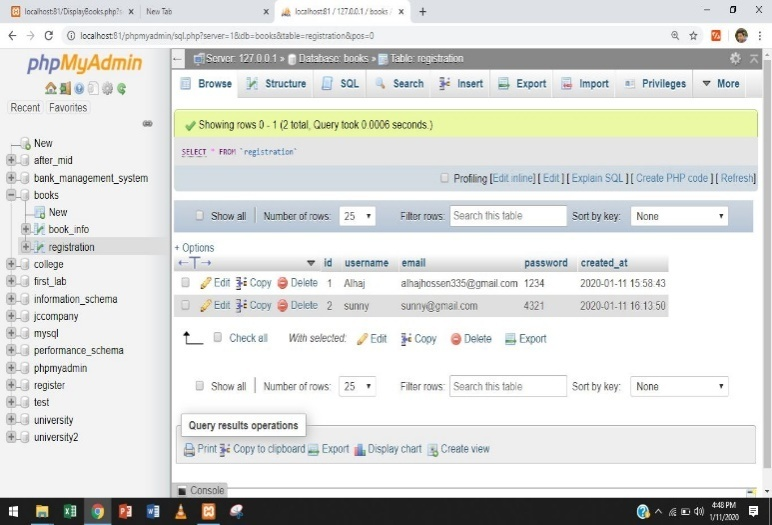 localhost:81/DisplayBooks.php?
New Tab
localhost:81 / 127.0.0.1 / books
localhost:81/phpmyadmin/sql.php?server=1&db=books&table=registration&pos=0
phpMyAdmin
Recent Favorites
New
after_mid
bank_management_system
books
New
book_info
registration
college
first_lab
information_schema
jccompany
mysql
performance_schema
phpmyadmin
register
test
university
university2
Server: 127.0.0.1 » Database: books » Table: registration
Browse Structure SQL Search Insert Export Import Privileges More
Showing rows 0 - 1 (2 total, Query took 0.0006 seconds.)
SELECT * FROM `registration`
Profiling [Edit inline] [ Edit ] [ Explain SQL ] [ Create PHP code ] [ Refresh]
Show all Number of rows: 25 Filter rows: Search this table Sort by key: None
+ Options
←T→ id username email password created_at
Edit Copy Delete 1 Alhaj alhajhossen335@gmail.com 1234 2020-01-11 15:58:43
Edit Copy Delete 2 sunny sunny@gmail.com 4321 2020-01-11 16:13:50
Check all With selected: Edit Copy Delete Export
Show all Number of rows: 25 Filter rows: Search this table Sort by key: None
Query results operations
Print Copy to clipboard Export Display chart Create view
Console
4:48 PM
1/11/2020